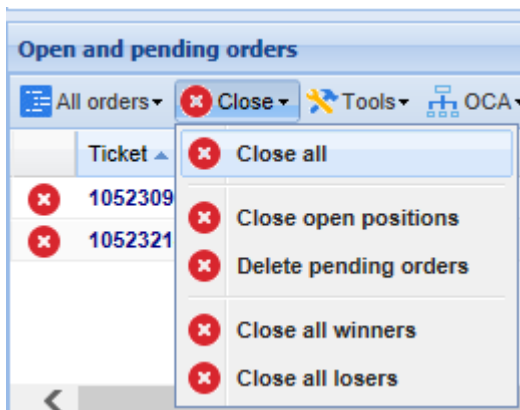 Open and pending orders
All orders Close Tools OCA
Ticket
Close all
1052309
Close open positions
1052321
Delete pending orders
Close all winners
Close all losers